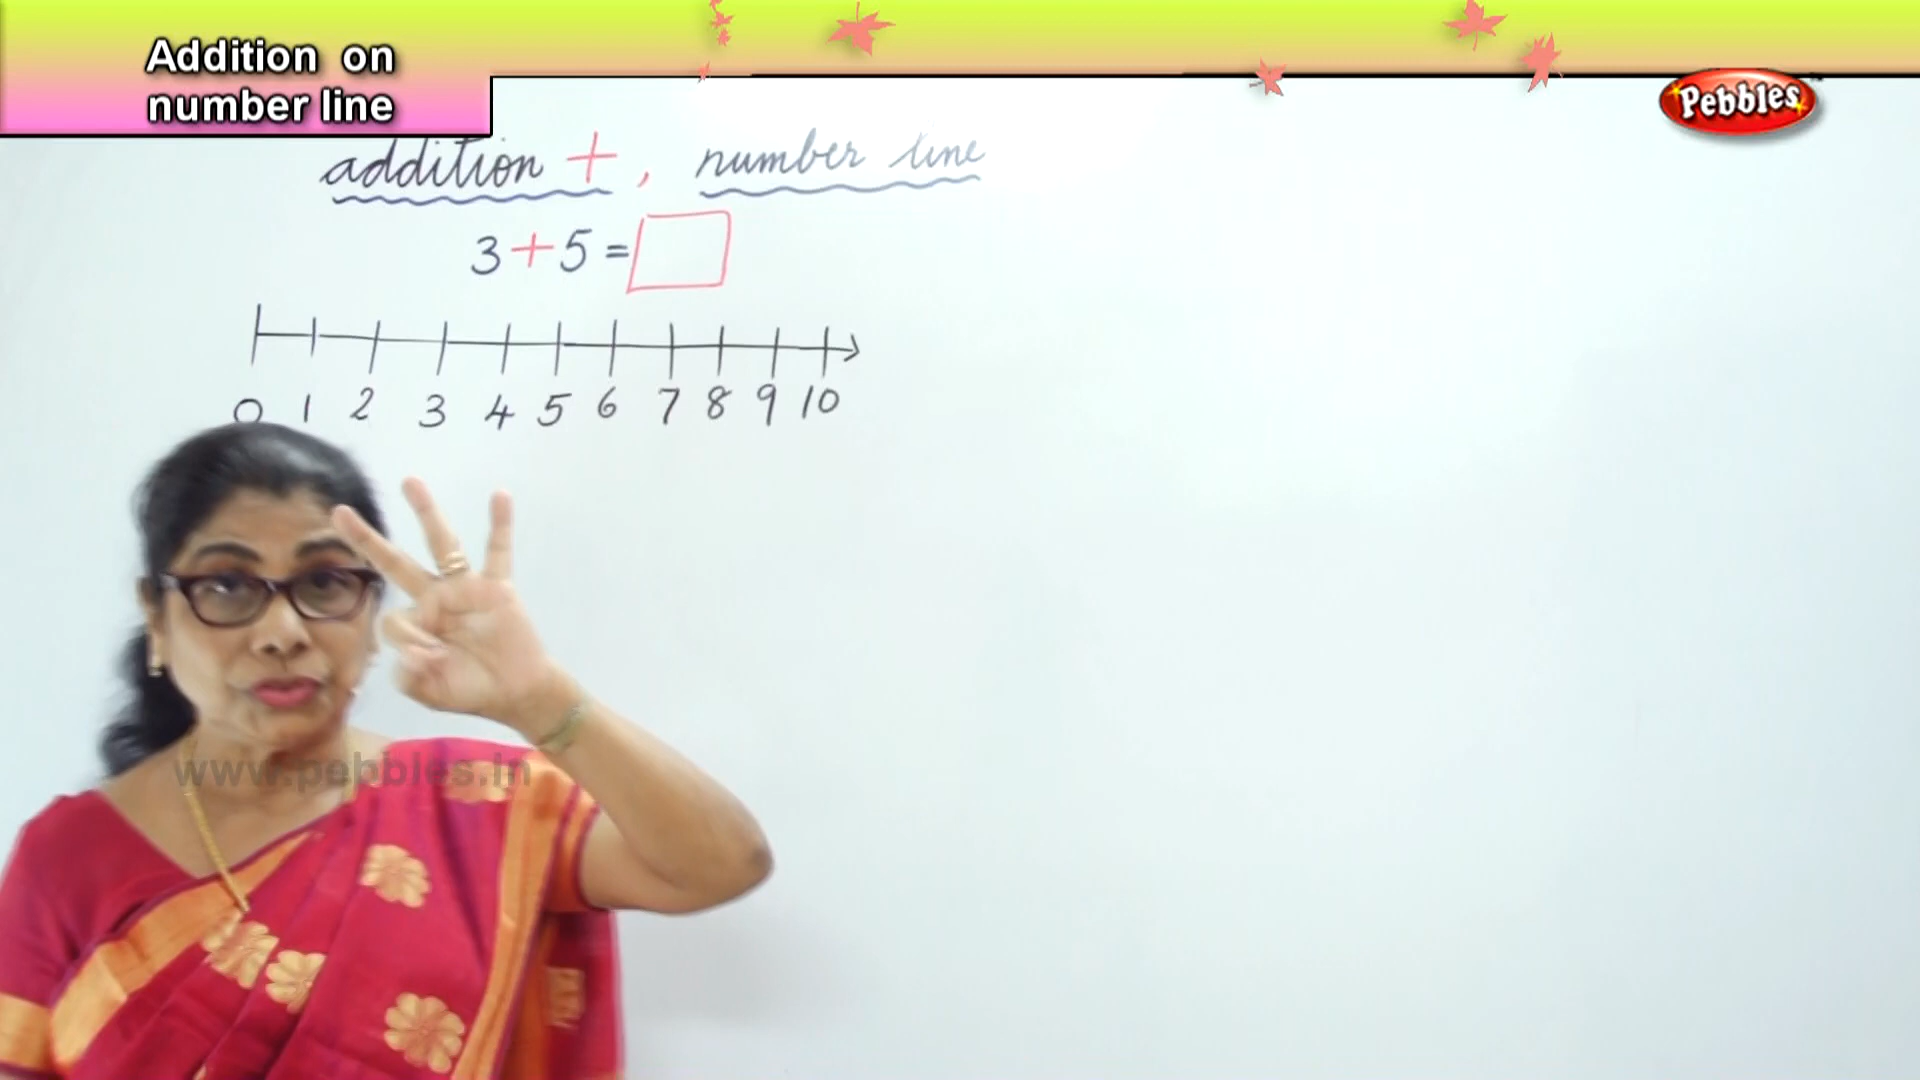 Addition on
number line
Pebbles
addition + , number line
3 + 5 =
0 1 2 3 4 5 6 7 8 9 10
www.pebbles.in